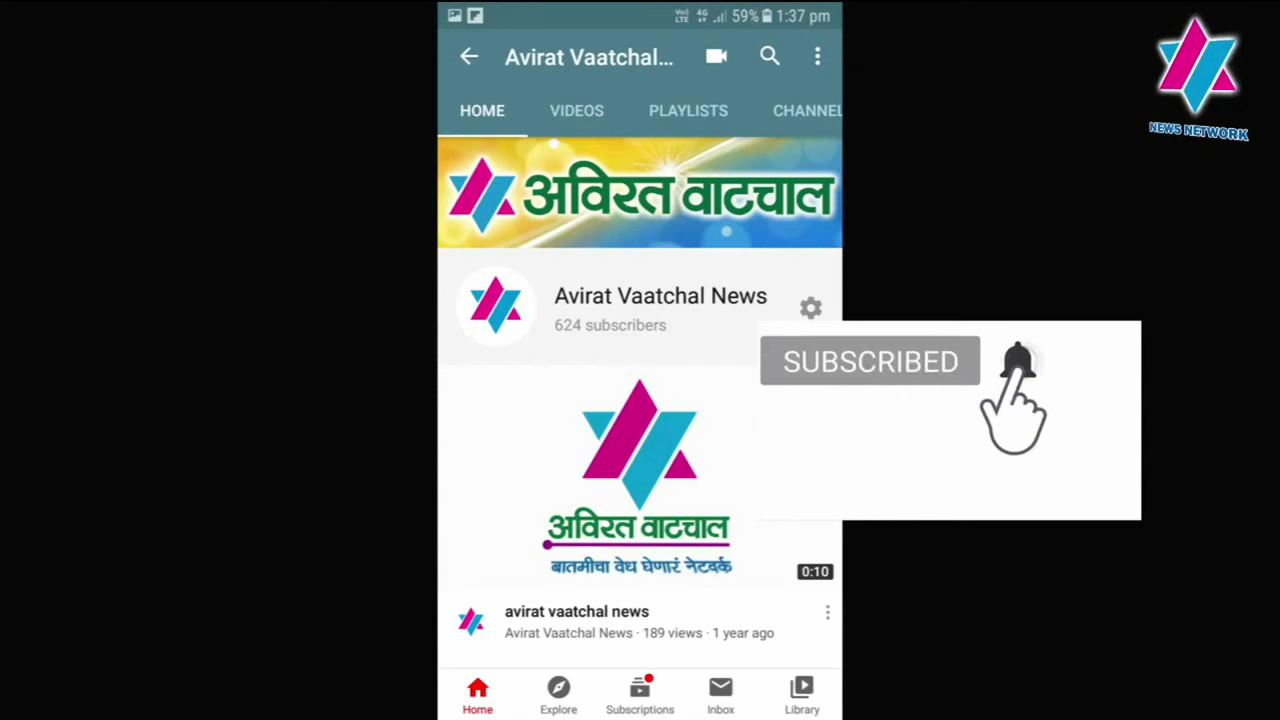 59% 1:37 pm
Avirat Vaatchal...
NEWS NETWORK
HOME VIDEOS PLAYLISTS CHANNEL
अविरत वाटचाल
Avirat Vaatchal News
624 subscribers
SUBSCRIBED
अविरत वाटचाल
बातमीचा वेध घेणारं नेटवर्क
0:10
avirat vaatchal news
Avirat Vaatchal News · 189 views · 1 year ago
Home Explore Subscriptions Inbox Library